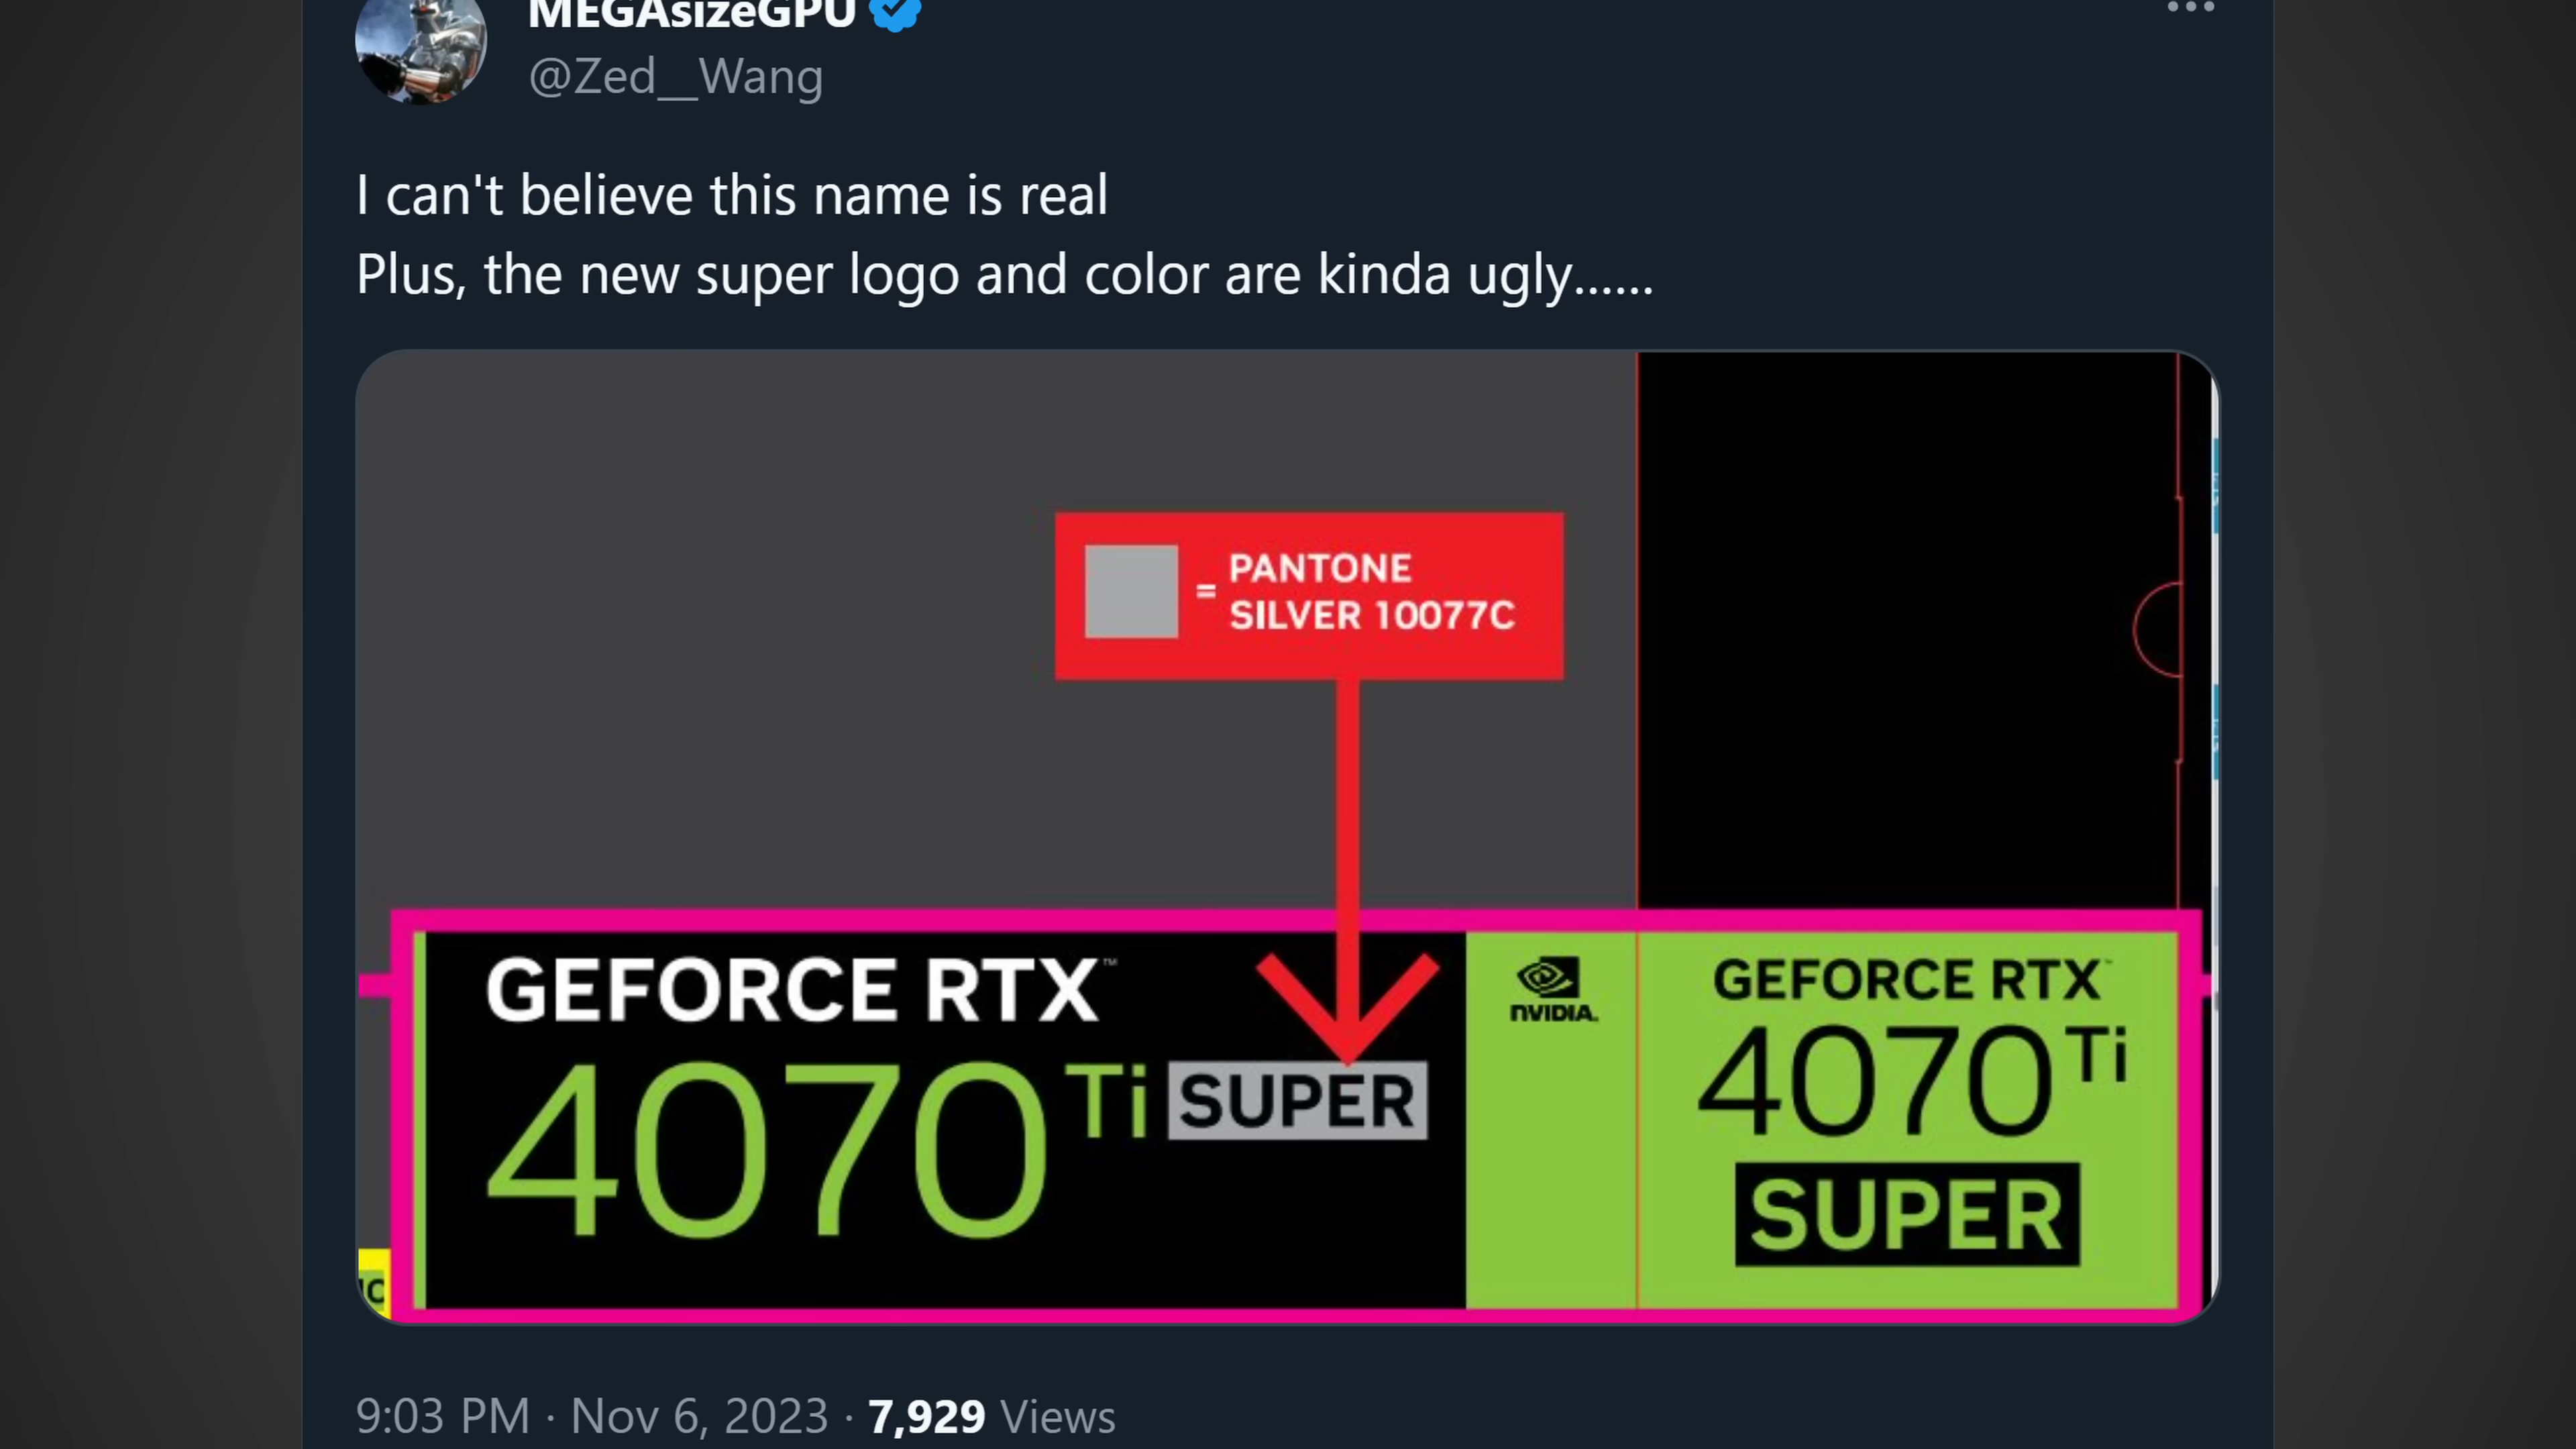 MEGAsizeGPU
@Zed__Wang
I can't believe this name is real
Plus, the new super logo and color are kinda ugly......
= PANTONE
SILVER 10077C
GEFORCE RTX™
4070 Ti SUPER
nVIDIA.
GEFORCE RTX™
4070 Ti
SUPER
9:03 PM · Nov 6, 2023 · 7,929 Views